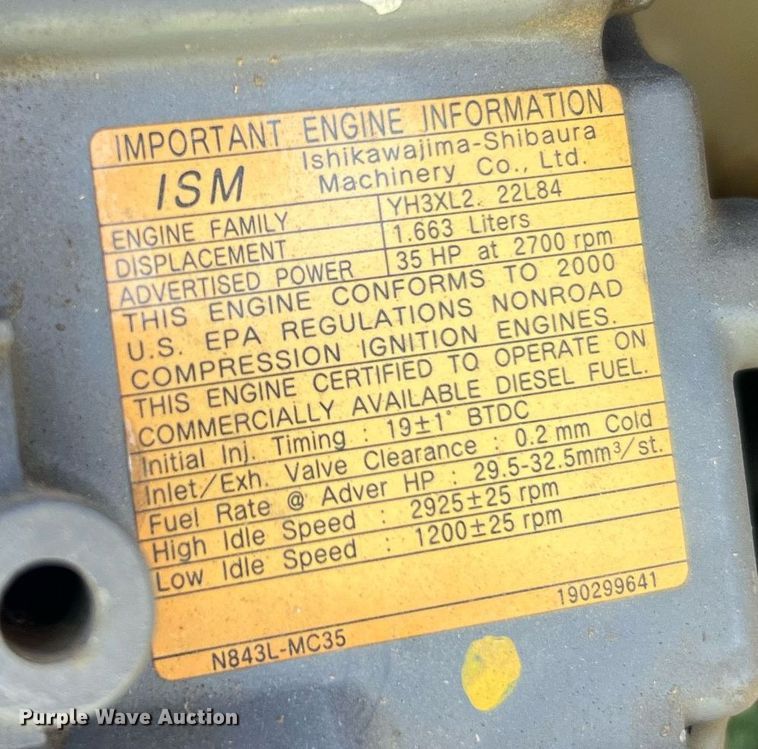 IMPORTANT ENGINE INFORMATION
ISM Ishikawajima-Shibaura
Machinery Co., Ltd.
ENGINE FAMILY YH3XL2. 22L84
DISPLACEMENT 1.663 Liters
ADVERTISED POWER 35 HP at 2700 rpm
THIS ENGINE CONFORMS TO 2000
U.S. EPA REGULATIONS NONROAD
COMPRESSION IGNITION ENGINES.
THIS ENGINE CERTIFIED TO OPERATE ON
COMMERCIALLY AVAILABLE DIESEL FUEL.
Initial Inj. Timing : 19±1° BTDC
Inlet/Exh. Valve Clearance : 0.2 mm Cold
Fuel Rate @ Adver HP : 29.5-32.5mm³/st.
High Idle Speed : 2925±25 rpm
Low Idle Speed : 1200±25 rpm
N843L-MC35 190299641
Purple Wave Auction